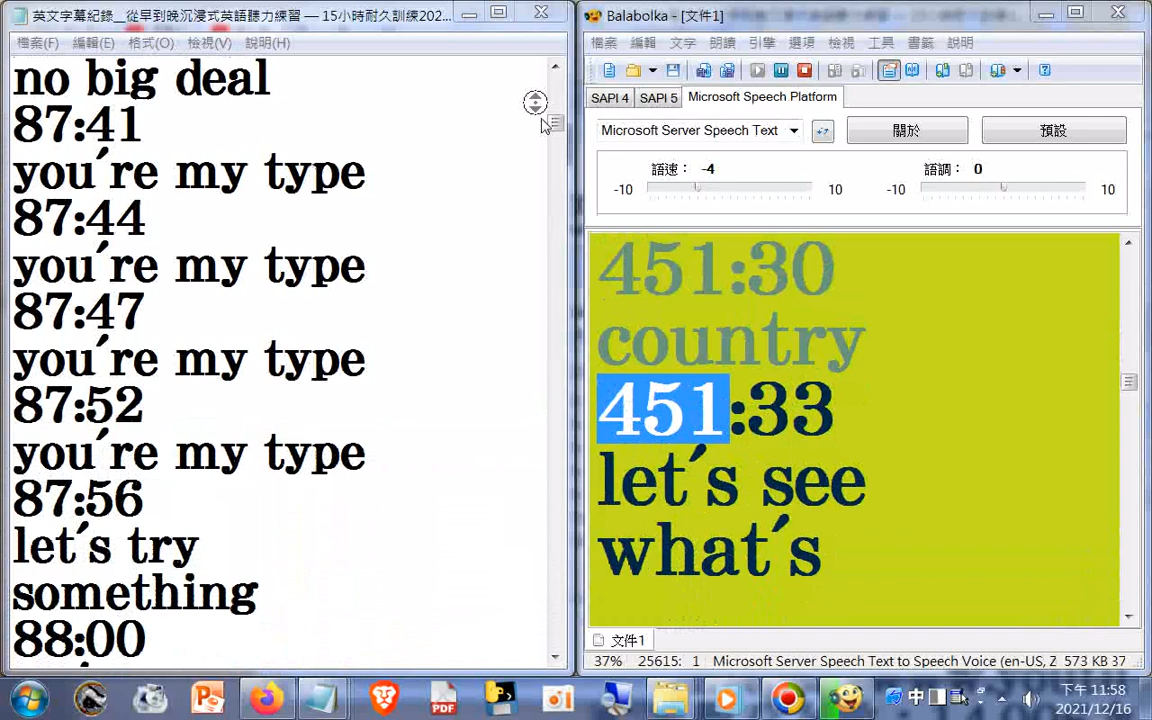 英文字幕紀錄__從早到晚沉浸式英語聽力練習 — 15小時耐久訓練202...
檔案(F) 編輯(E) 格式(O) 檢視(V) 說明(H)
no big deal
87:41
you′re my type
87:44
you′re my type
87:47
you′re my type
87:52
you′re my type
87:56
let′s try
something
88:00
Balabolka - [文件1]
檔案 編輯 文字 朗讀 引擎 選項 檢視 工具 書籤 說明
SAPI 4 SAPI 5 Microsoft Speech Platform
Microsoft Server Speech Text 關於 預設
語速： -4 語調： 0
-10 10 -10 10
451:30
country
451:33
let′s see
what′s
文件1
37% 25615: 1 Microsoft Server Speech Text to Speech Voice (en-US, Z 573 KB 37
PDF
中
下午 11:58
2021/12/16